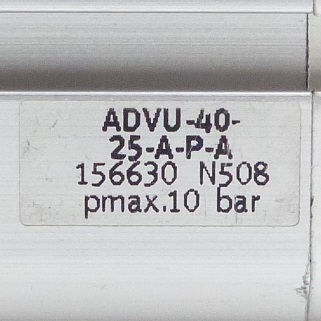 ADVU-40-
25-A-P-A
156630 N508
pmax.10 bar